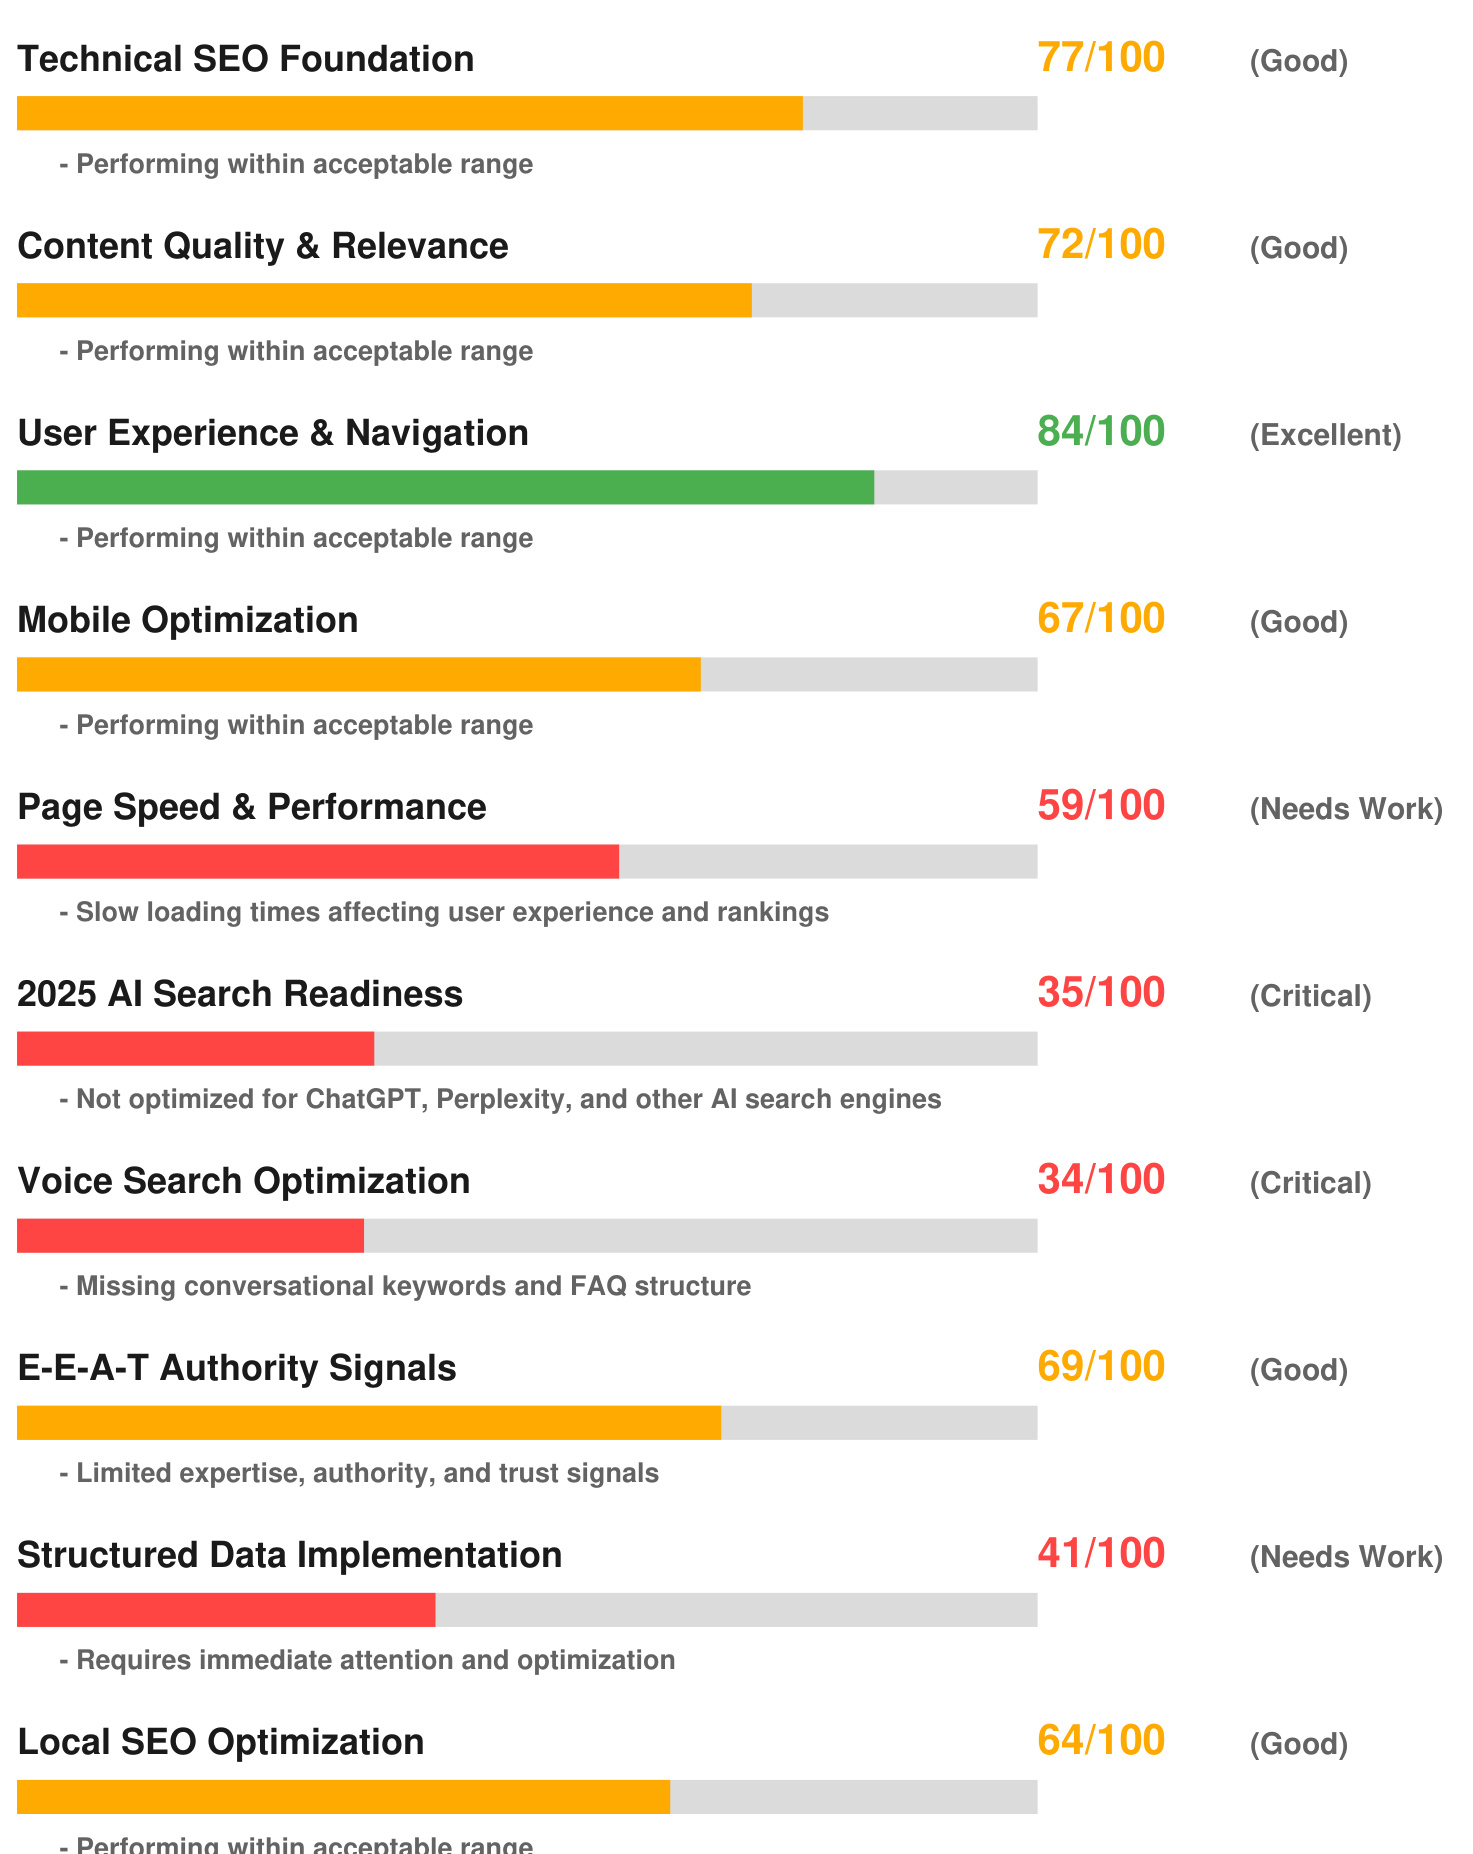 Technical SEO Foundation 77/100 (Good)
- Performing within acceptable range
Content Quality & Relevance 72/100 (Good)
- Performing within acceptable range
User Experience & Navigation 84/100 (Excellent)
- Performing within acceptable range
Mobile Optimization 67/100 (Good)
- Performing within acceptable range
Page Speed & Performance 59/100 (Needs Work)
- Slow loading times affecting user experience and rankings
2025 AI Search Readiness 35/100 (Critical)
- Not optimized for ChatGPT, Perplexity, and other AI search engines
Voice Search Optimization 34/100 (Critical)
- Missing conversational keywords and FAQ structure
E-E-A-T Authority Signals 69/100 (Good)
- Limited expertise, authority, and trust signals
Structured Data Implementation 41/100 (Needs Work)
- Requires immediate attention and optimization
Local SEO Optimization 64/100 (Good)
- Performing within acceptable range